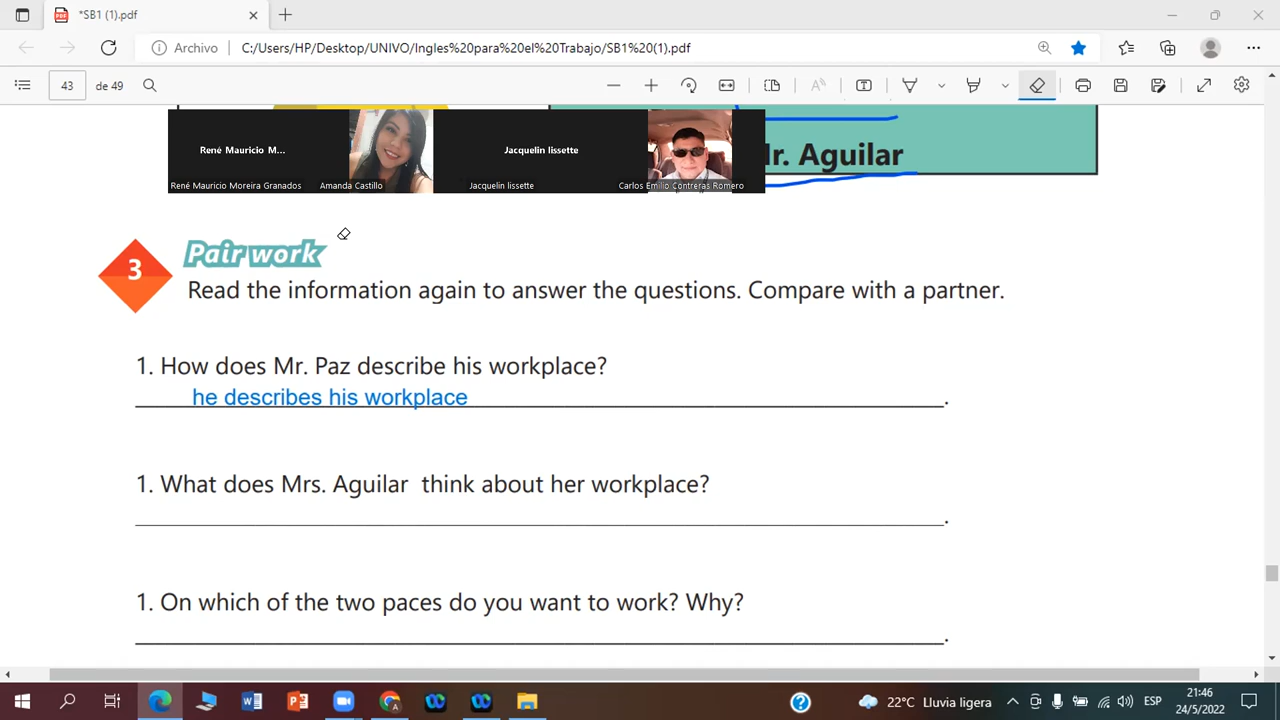 *SB1 (1).pdf
Archivo
C:/Users/HP/Desktop/UNIVO/Ingles%20para%20el%20Trabajo/SB1%20(1).pdf
43 de 49
René Mauricio M...
Jacquelin lissette
René Mauricio Moreira Granados
Amanda Castillo
Jacquelin lissette
Carlos Emilio Contreras Romero
r. Aguilar
3
Pair work
Read the information again to answer the questions. Compare with a partner.
1. How does Mr. Paz describe his workplace?
he describes his workplace
1. What does Mrs. Aguilar think about her workplace?
1. On which of the two paces do you want to work? Why?
22°C Lluvia ligera
ESP
21:46
24/5/2022